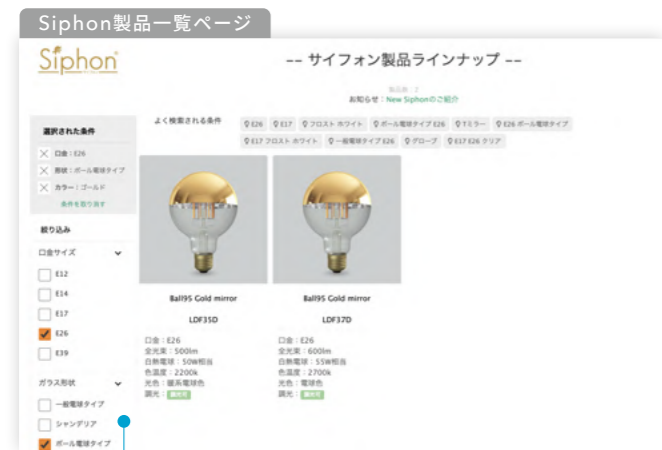 Siphon製品一覧ページ
Siphon
-- サイフォン製品ラインナップ --
製品数：2
お知らせ：New Siphonのご紹介
選択された条件
口金：E26
形状：ボール電球タイプ
カラー：ゴールド
条件を取り消す
絞り込み
口金サイズ
E12
E14
E17
E26
E39
ガラス形状
一般電球タイプ
シャンデリア
ボール電球タイプ
よく検索される条件
E26 E17 フロスト ホワイト ボール電球タイプ E26 Tミラー E26 ボール電球タイプ
E17 フロスト ホワイト 一般電球タイプ E26 グローブ E17 E26 クリア
Ball95 Gold mirror
LDF35D
口金：E26
全光束：500lm
白熱電球：50W相当
色温度：2200k
光色：暖系電球色
調光：調光可
Ball95 Gold mirror
LDF37D
口金：E26
全光束：600lm
白熱電球：55W相当
色温度：2700k
光色：電球色
調光：調光可